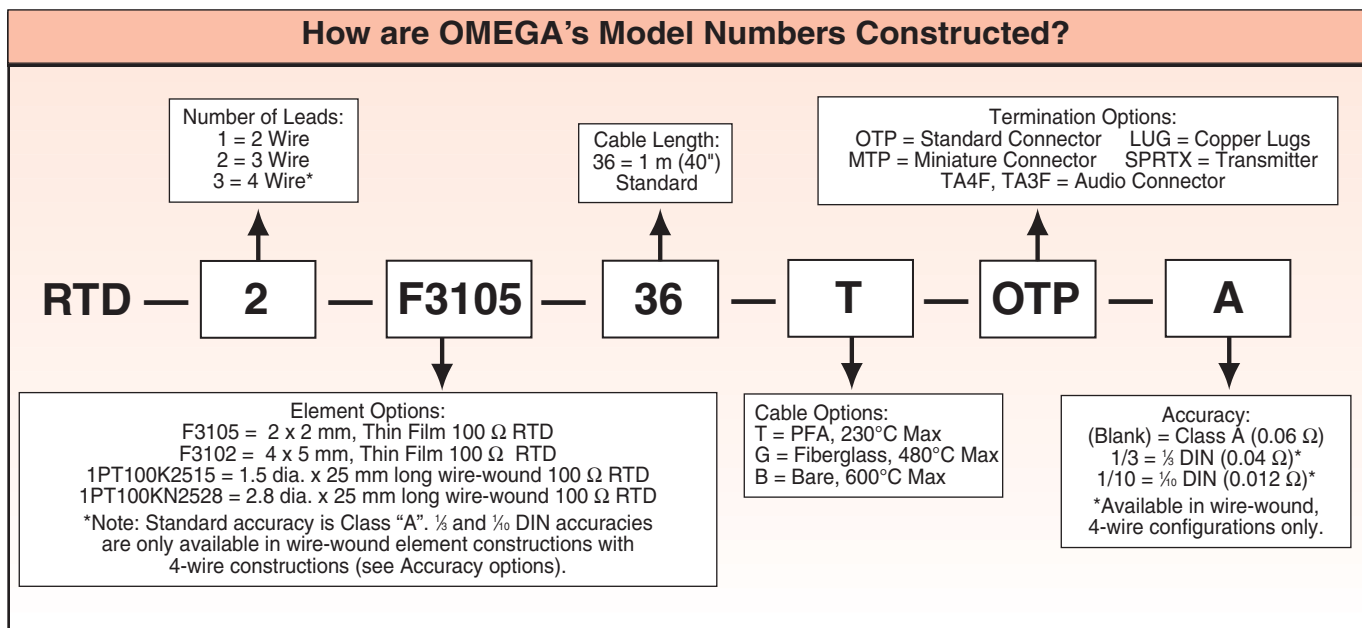 How are OMEGA's Model Numbers Constructed?
Number of Leads:
1 = 2 Wire
2 = 3 Wire
3 = 4 Wire*
Cable Length:
36 = 1 m (40")
Standard
Termination Options:
OTP = Standard Connector LUG = Copper Lugs
MTP = Miniature Connector SPRTX = Transmitter
TA4F, TA3F = Audio Connector
RTD — 2 — F3105 — 36 — T — OTP — A
Element Options:
F3105 = 2 x 2 mm, Thin Film 100 Ω RTD
F3102 = 4 x 5 mm, Thin Film 100 Ω RTD
1PT100K2515 = 1.5 dia. x 25 mm long wire-wound 100 Ω RTD
1PT100KN2528 = 2.8 dia. x 25 mm long wire-wound 100 Ω RTD
*Note: Standard accuracy is Class "A". ⅓ and ⅒ DIN accuracies
are only available in wire-wound element constructions with
4-wire constructions (see Accuracy options).
Cable Options:
T = PFA, 230°C Max
G = Fiberglass, 480°C Max
B = Bare, 600°C Max
Accuracy:
(Blank) = Class A (0.06 Ω)
1/3 = ⅓ DIN (0.04 Ω)*
1/10 = ⅒ DIN (0.012 Ω)*
*Available in wire-wound,
4-wire configurations only.